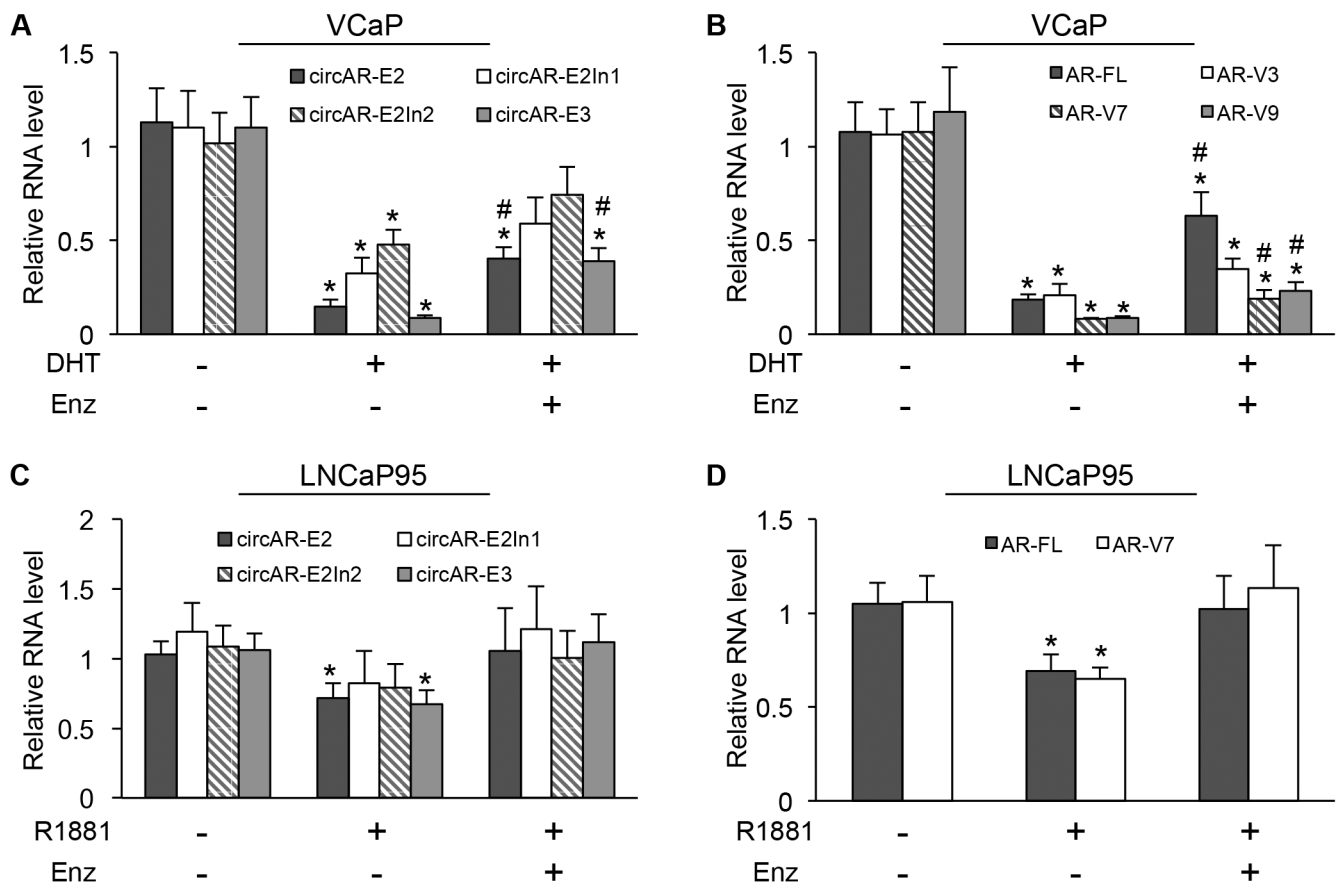 A VCaP
1.5
1
0.5
0
Relative RNA level
circAR-E2 circAR-E2In1
circAR-E2In2 circAR-E3
* * * *
# * # *
DHT - + +
Enz - - +
B VCaP
1.5
1
0.5
0
Relative RNA level
AR-FL AR-V3
AR-V7 AR-V9
* * * *
# * * # * # *
DHT - + +
Enz - - +
C LNCaP95
2
1.5
1
0.5
0
Relative RNA level
circAR-E2 circAR-E2In1
circAR-E2In2 circAR-E3
* *
R1881 - + +
Enz - - +
D LNCaP95
1.5
1
0.5
0
Relative RNA level
AR-FL AR-V7
* *
R1881 - + +
Enz - - +